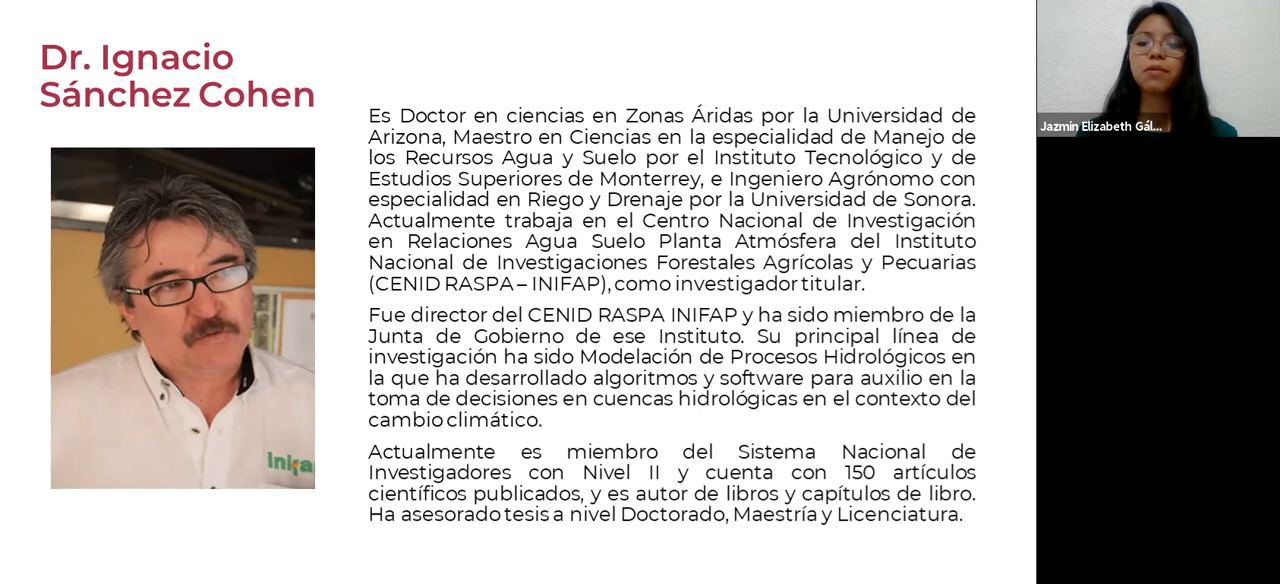 Dr. Ignacio
Sánchez Cohen
Es Doctor en ciencias en Zonas Áridas por la Universidad de
Arizona, Maestro en Ciencias en la especialidad de Manejo de
los Recursos Agua y Suelo por el Instituto Tecnológico y de
Estudios Superiores de Monterrey, e Ingeniero Agrónomo con
especialidad en Riego y Drenaje por la Universidad de Sonora.
Actualmente trabaja en el Centro Nacional de Investigación
en Relaciones Agua Suelo Planta Atmósfera del Instituto
Nacional de Investigaciones Forestales Agrícolas y Pecuarias
(CENID RASPA – INIFAP), como investigador titular.
Fue director del CENID RASPA INIFAP y ha sido miembro de la
Junta de Gobierno de ese Instituto. Su principal línea de
investigación ha sido Modelación de Procesos Hidrológicos en
la que ha desarrollado algoritmos y software para auxilio en la
toma de decisiones en cuencas hidrológicas en el contexto del
cambio climático.
Actualmente es miembro del Sistema Nacional de
Investigadores con Nivel II y cuenta con 150 artículos
científicos publicados, y es autor de libros y capítulos de libro.
Ha asesorado tesis a nivel Doctorado, Maestría y Licenciatura.
Jazmin Elizabeth Gál...